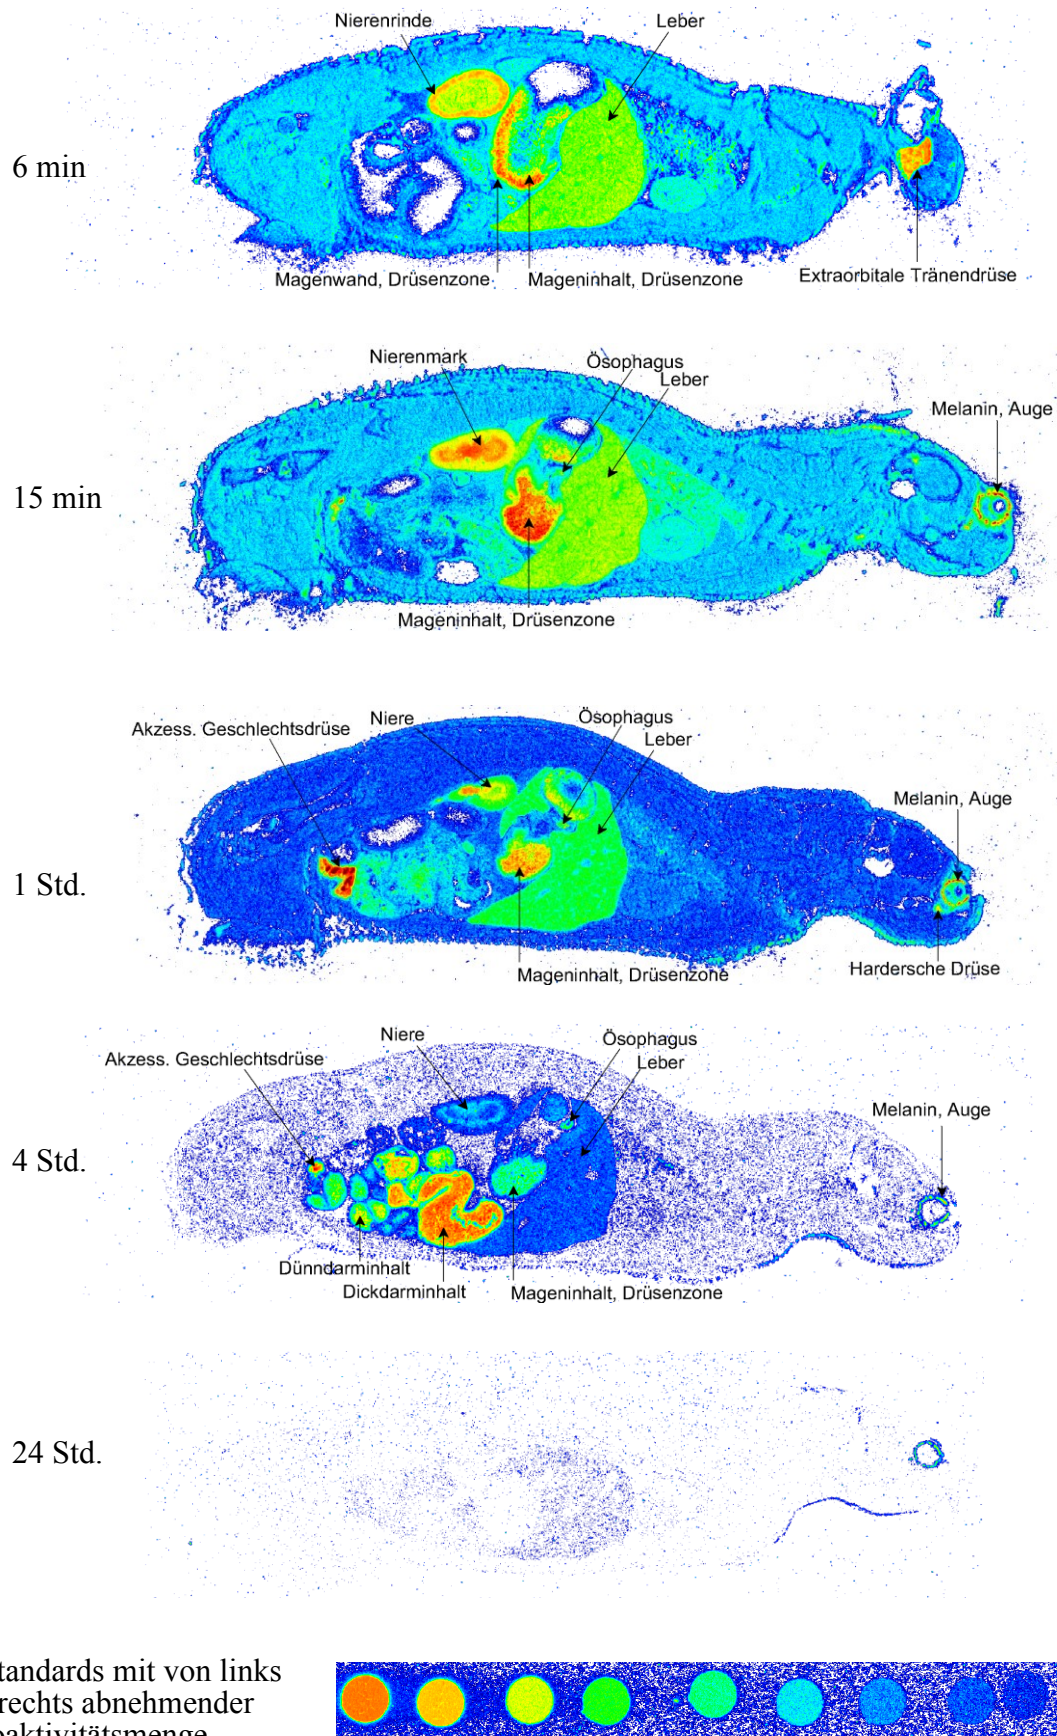 Nierenrinde
Leber
6 min
Magenwand, Drüsenzone
Mageninhalt, Drüsenzone
Extraorbitale Tränendrüse
Nierenmark
Ösophagus
Leber
Melanin, Auge
15 min
Mageninhalt, Drüsenzone
Akzess. Geschlechtsdrüse
Niere
Ösophagus
Leber
Melanin, Auge
1 Std.
Mageninhalt, Drüsenzone
Hardersche Drüse
Niere
Akzess. Geschlechtsdrüse
Ösophagus
Leber
Melanin, Auge
4 Std.
Dünndarminhalt
Dickdarminhalt
Mageninhalt, Drüsenzone
24 Std.
tandards mit von links
rechts abnehmender
oaktivitätsmenge